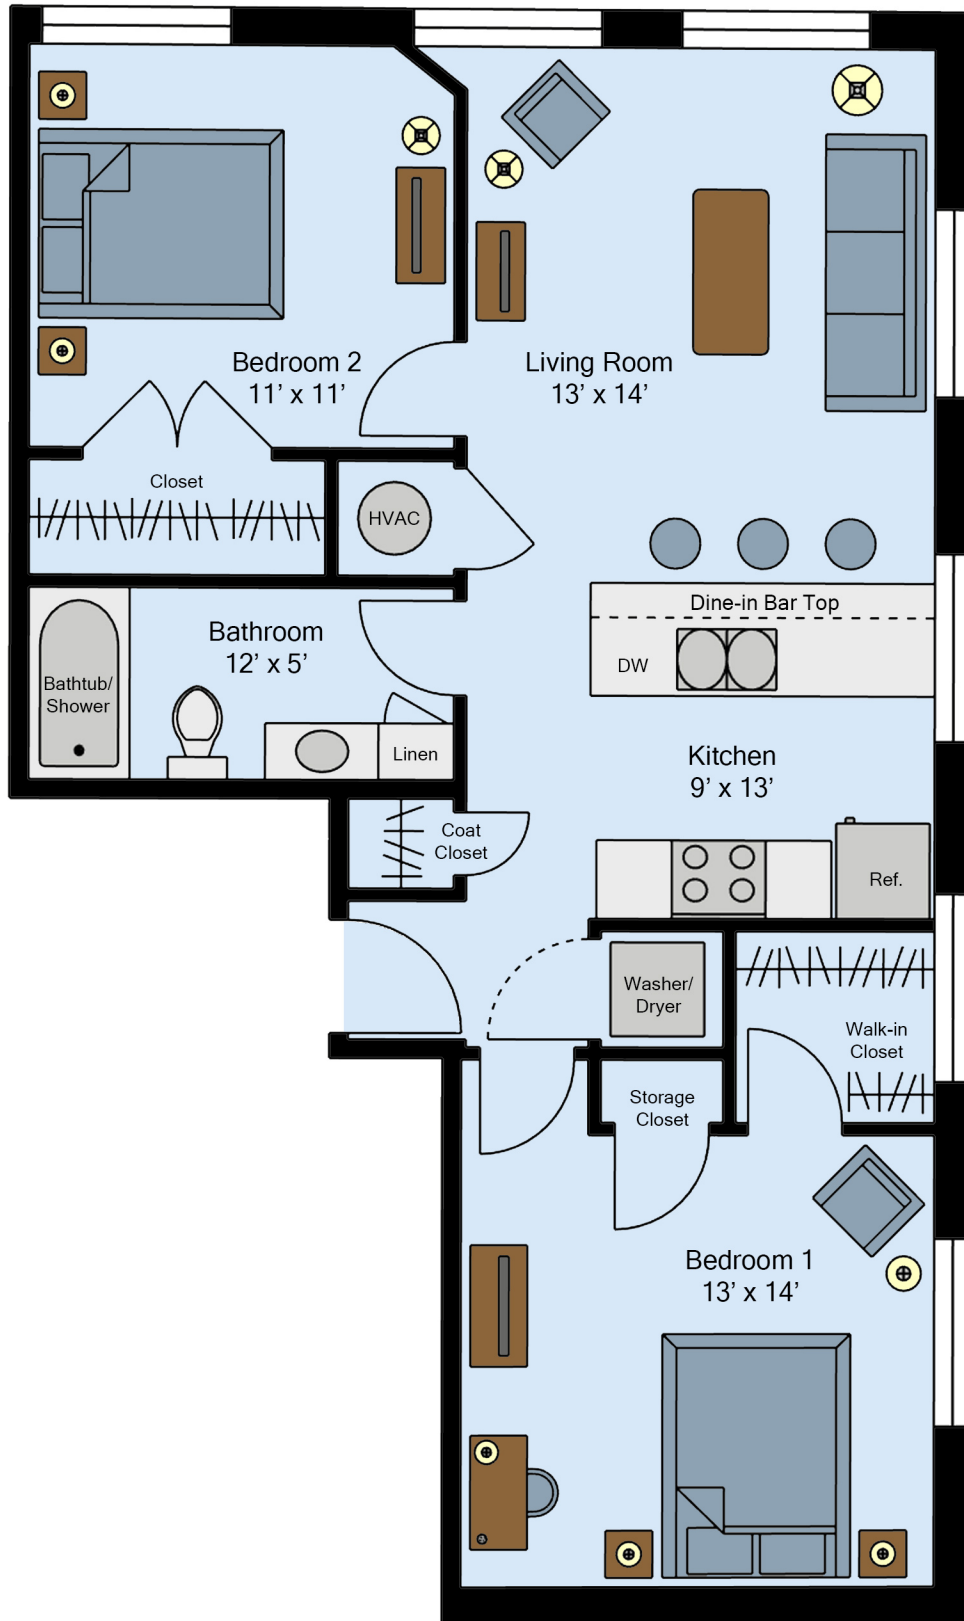 Bedroom 2
11’ x 11’
Living Room
13’ x 14’
Closet
HVAC
Dine-in Bar Top
DW
Bathroom
12’ x 5’
Bathtub/
Shower
Linen
Kitchen
9’ x 13’
Coat
Closet
Ref.
Washer/
Dryer
Walk-in
Closet
Storage
Closet
Bedroom 1
13’ x 14’